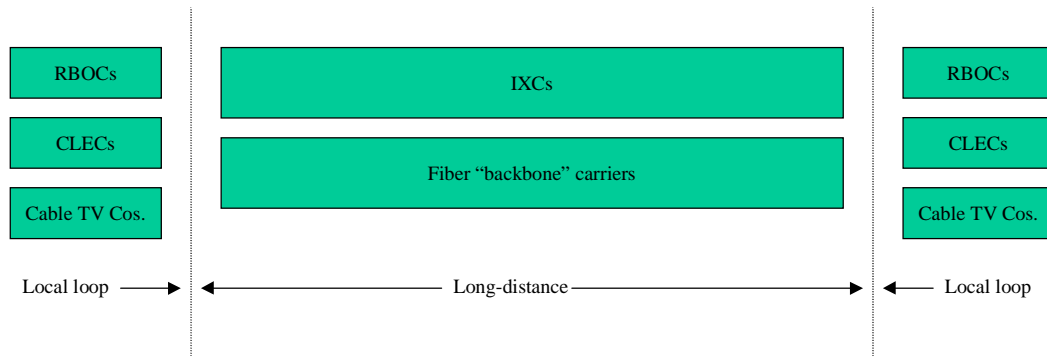 RBOCs
CLECs
Cable TV Cos.
IXCs
Fiber “backbone” carriers
RBOCs
CLECs
Cable TV Cos.
Local loop
Long-distance
Local loop